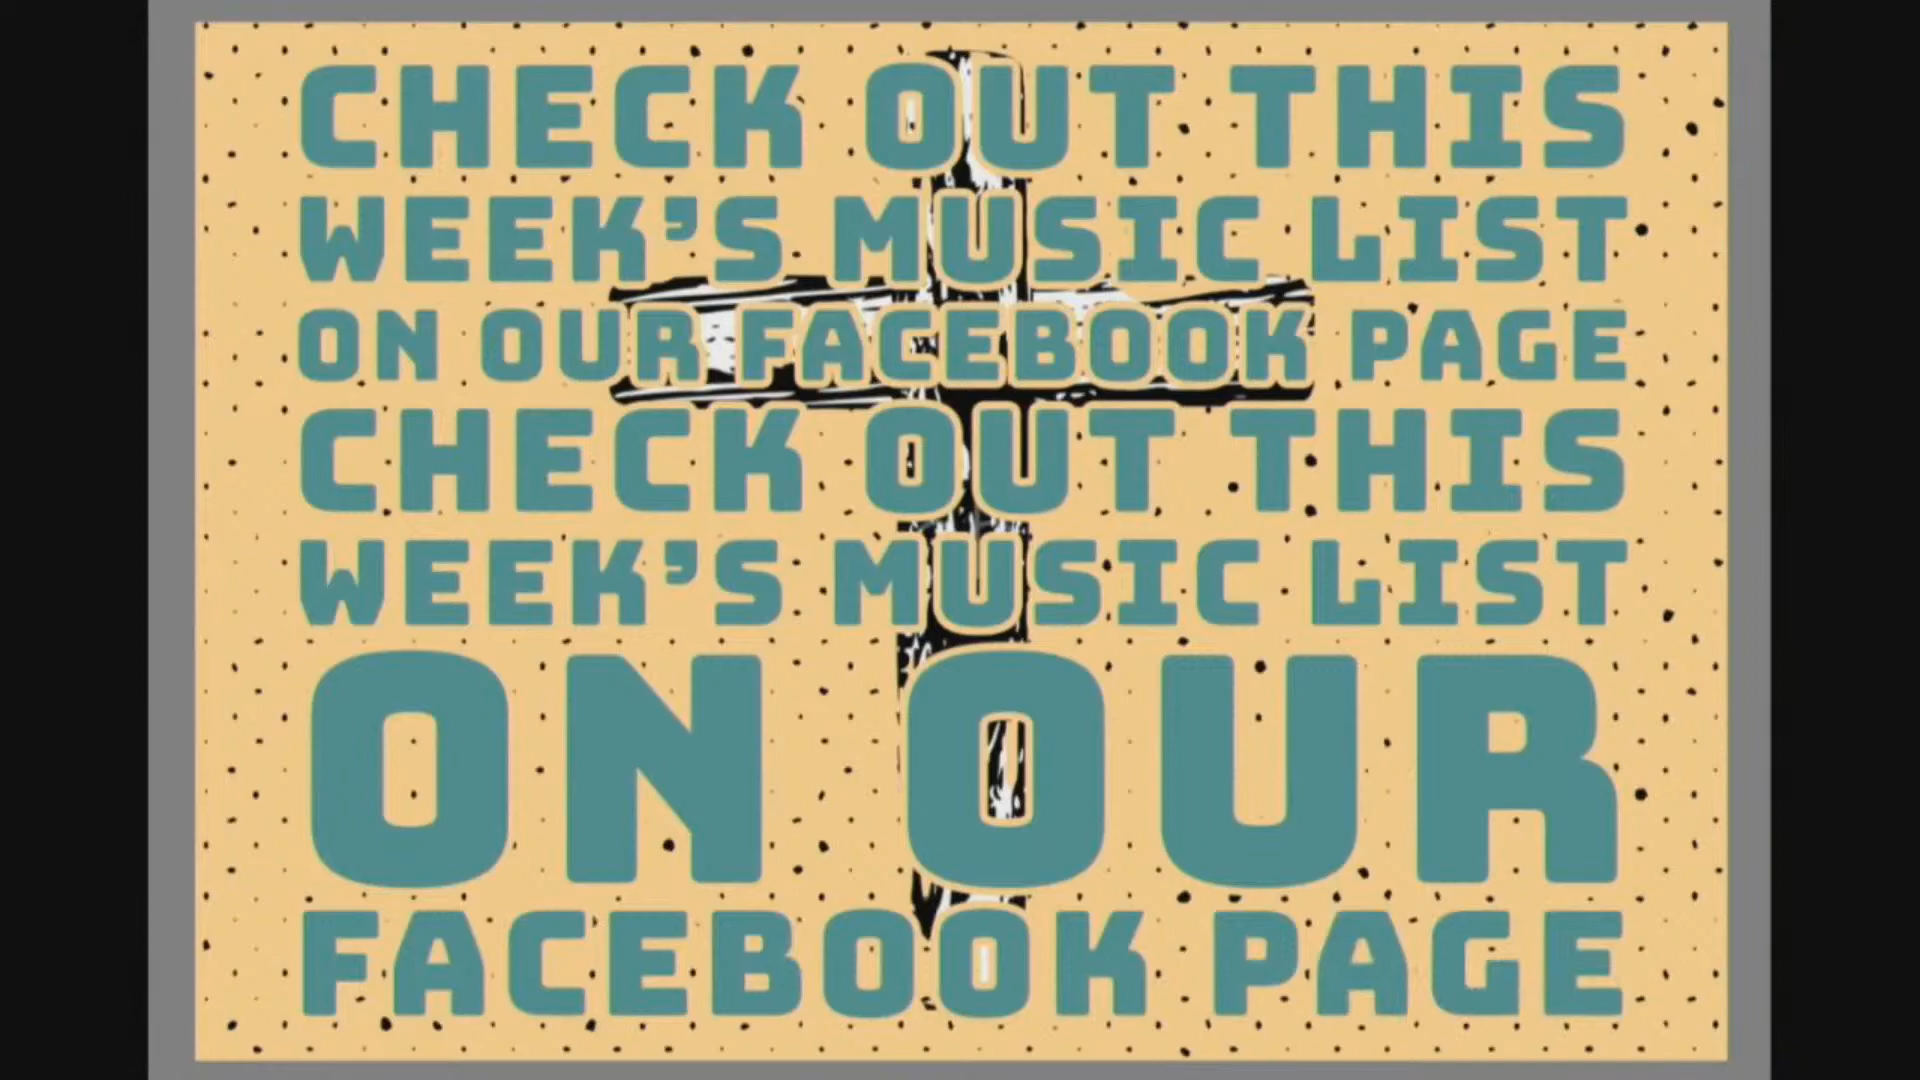 CHECK OUT THIS
WEEK'S MUSIC LIST
ON OUR FACEBOOK PAGE
CHECK OUT THIS
WEEK'S MUSIC LIST
ON OUR
FACEBOOK PAGE